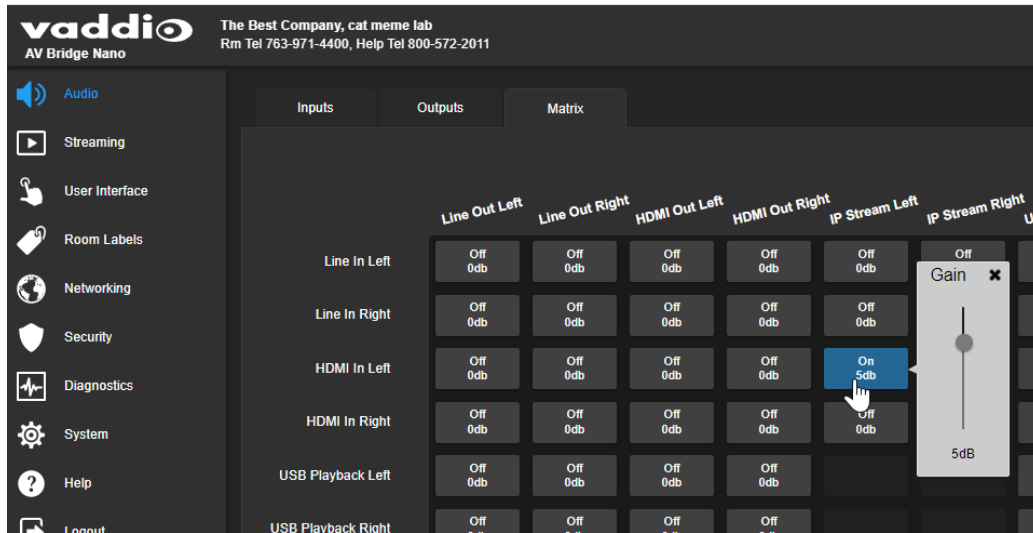 vaddio
AV Bridge Nano
The Best Company, cat meme lab
Rm Tel 763-971-4400, Help Tel 800-572-2011
Audio
Streaming
User Interface
Room Labels
Networking
Security
Diagnostics
System
Help
Logout
Inputs Outputs Matrix
Line Out Left Line Out Right HDMI Out Left HDMI Out Right IP Stream Left IP Stream Right
Line In Left Off Off Off Off Off Off
0db 0db 0db 0db 0db
Line In Right Off Off Off Off Off
0db 0db 0db 0db 0db
HDMI In Left Off Off Off Off On
0db 0db 0db 0db 5db
HDMI In Right Off Off Off Off Off
0db 0db 0db 0db 0db
USB Playback Left Off Off Off Off
0db 0db 0db 0db
USB Playback Right Off Off Off Off
Gain
5dB